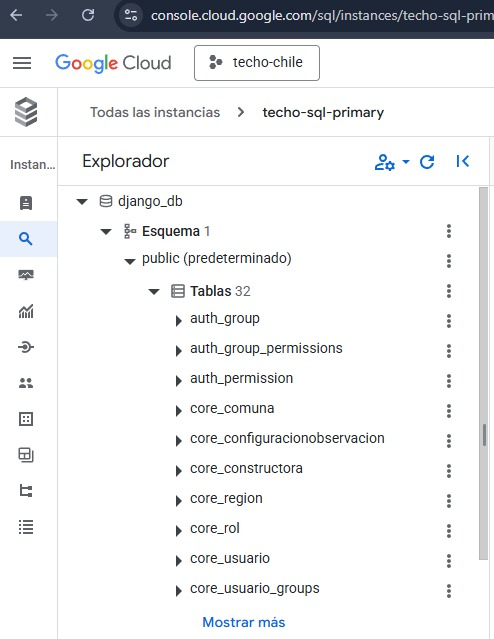 console.cloud.google.com/sql/instances/techo-sql-prim
Google Cloud
techo-chile
Todas las instancias
techo-sql-primary
Instan...
Explorador
django_db
Esquema 1
public (predeterminado)
Tablas 32
auth_group
auth_group_permissions
auth_permission
core_comuna
core_configuracionobservacion
core_constructora
core_region
core_rol
core_usuario
core_usuario_groups
Mostrar más